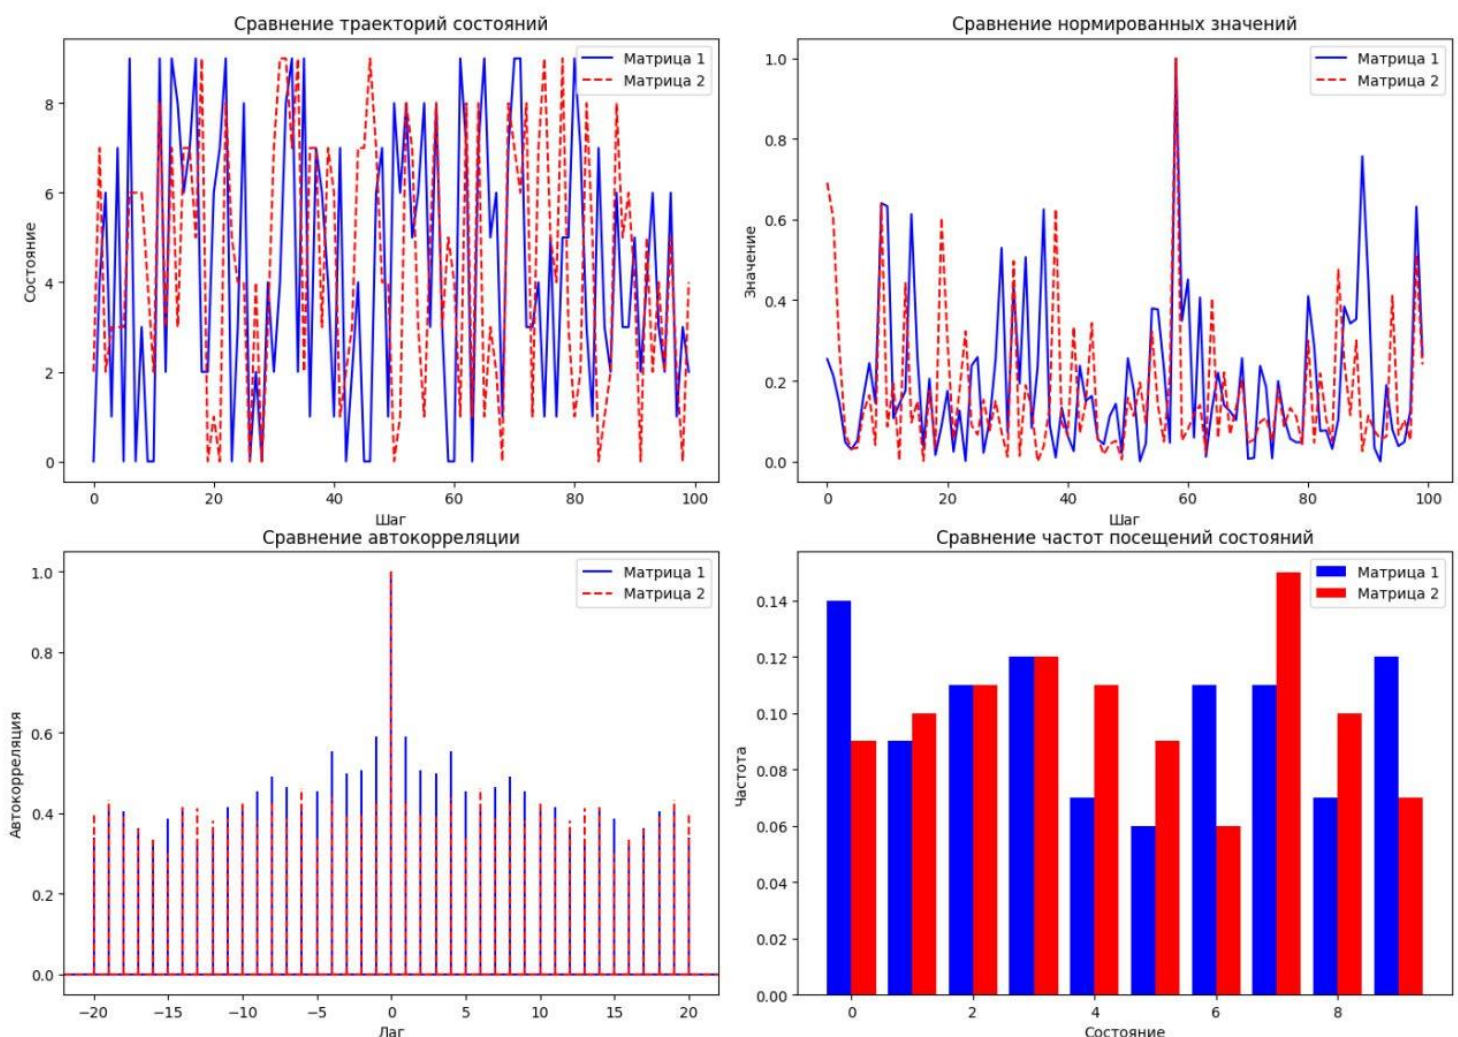 Сравнение траекторий состояний
Матрица 1
Матрица 2
Состояние
8
6
4
2
0
0 20 40 60 80 100
Шаг
Сравнение нормированных значений
Матрица 1
Матрица 2
Значение
1.0
0.8
0.6
0.4
0.2
0.0
0 20 40 60 80 100
Шаг
Сравнение автокорреляции
Матрица 1
Матрица 2
Автокорреляция
1.0
0.8
0.6
0.4
0.2
0.0
−20 −15 −10 −5 0 5 10 15 20
Лаг
Сравнение частот посещений состояний
Матрица 1
Матрица 2
Частота
0.14
0.12
0.10
0.08
0.06
0.04
0.02
0.00
0 2 4 6 8
Состояние